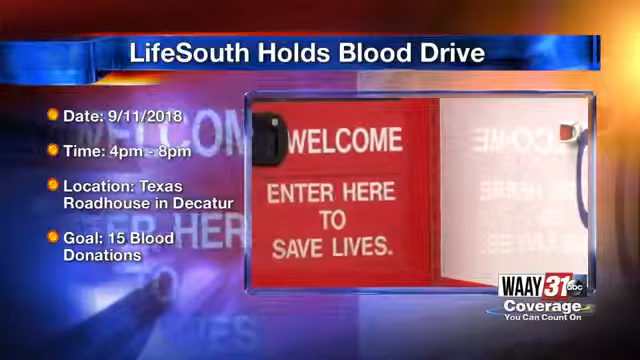 LifeSouth Holds Blood Drive
Date: 9/11/2018
Time: 4pm - 8pm
Location: Texas
Roadhouse in Decatur
Goal: 15 Blood
Donations
WELCOME
ENTER HERE
TO
SAVE LIVES.
WAAY 31 abc
Coverage
You Can Count On